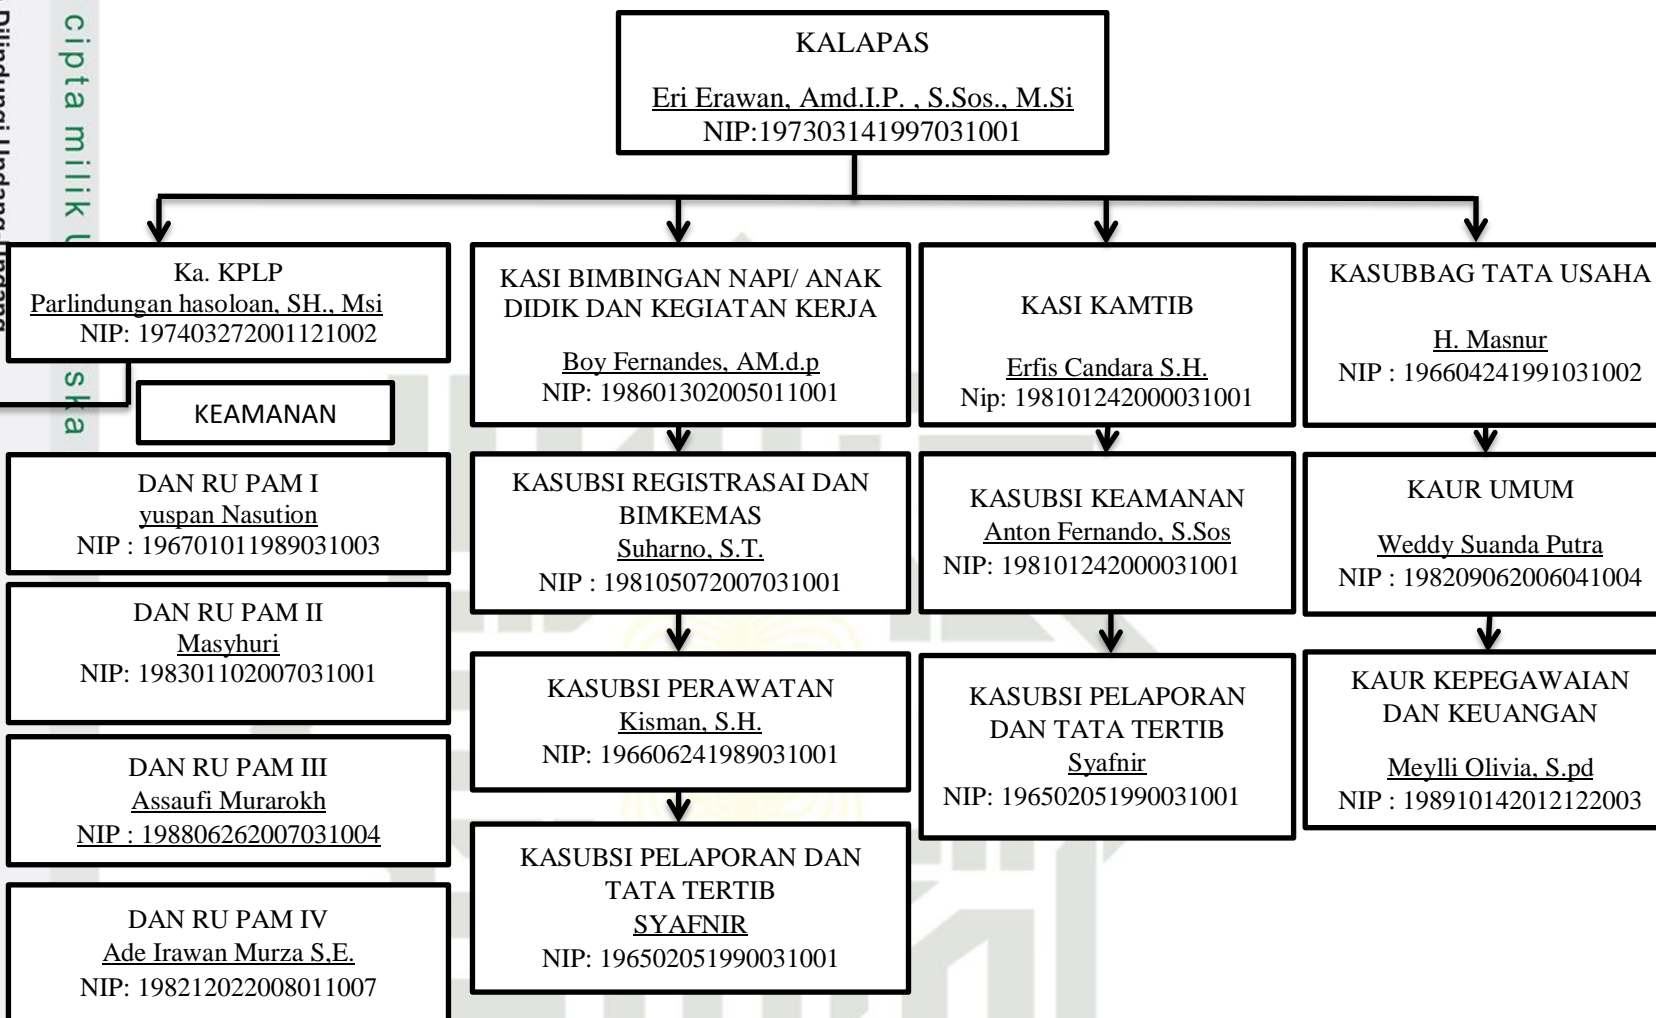 KALAPAS
Eri Erawan, Amd.I.P. , S.Sos., M.Si
NIP:197303141997031001
Ka. KPLP
Parlindungan hasoloan, SH., Msi
NIP: 197403272001121002
KEAMANAN
DAN RU PAM I
yuspan Nasution
NIP : 196701011989031003
DAN RU PAM II
Masyhuri
NIP: 198301102007031001
DAN RU PAM III
Assaufi Murarokh
NIP : 198806262007031004
DAN RU PAM IV
Ade Irawan Murza S,E.
NIP: 198212022008011007
KASI BIMBINGAN NAPI/ ANAK
DIDIK DAN KEGIATAN KERJA
Boy Fernandes, AM.d.p
NIP: 198601302005011001
KASUBSI REGISTRASAI DAN
BIMKEMAS
Suharno, S.T.
NIP : 198105072007031001
KASUBSI PERAWATAN
Kisman, S.H.
NIP: 196606241989031001
KASUBSI PELAPORAN DAN
TATA TERTIB
SYAFNIR
NIP: 196502051990031001
KASI KAMTIB
Erfis Candara S.H.
Nip: 198101242000031001
KASUBSI KEAMANAN
Anton Fernando, S.Sos
NIP: 198101242000031001
KASUBSI PELAPORAN
DAN TATA TERTIB
Syafnir
NIP: 196502051990031001
KASUBBAG TATA USAHA
H. Masnur
NIP : 196604241991031002
KAUR UMUM
Weddy Suanda Putra
NIP : 198209062006041004
KAUR KEPEGAWAIAN
DAN KEUANGAN
Meylli Olivia, S.pd
NIP : 198910142012122003
cipta milik U
ska
Dilindungi Undang-Undang